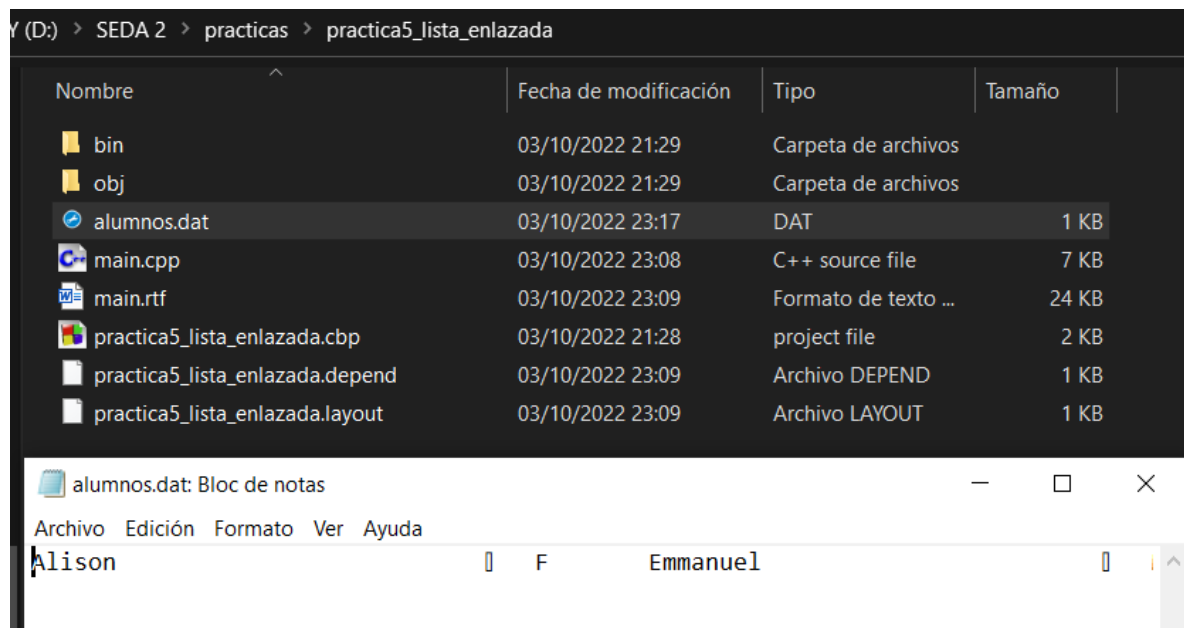 Y (D:) > SEDA 2 > practicas > practica5_lista_enlazada
Nombre Fecha de modificación Tipo Tamaño
bin 03/10/2022 21:29 Carpeta de archivos
obj 03/10/2022 21:29 Carpeta de archivos
alumnos.dat 03/10/2022 23:17 DAT 1 KB
main.cpp 03/10/2022 23:08 C++ source file 7 KB
main.rtf 03/10/2022 23:09 Formato de texto ... 24 KB
practica5_lista_enlazada.cbp 03/10/2022 21:28 project file 2 KB
practica5_lista_enlazada.depend 03/10/2022 23:09 Archivo DEPEND 1 KB
practica5_lista_enlazada.layout 03/10/2022 23:09 Archivo LAYOUT 1 KB
alumnos.dat: Bloc de notas
Archivo Edición Formato Ver Ayuda
Alison F Emmanuel